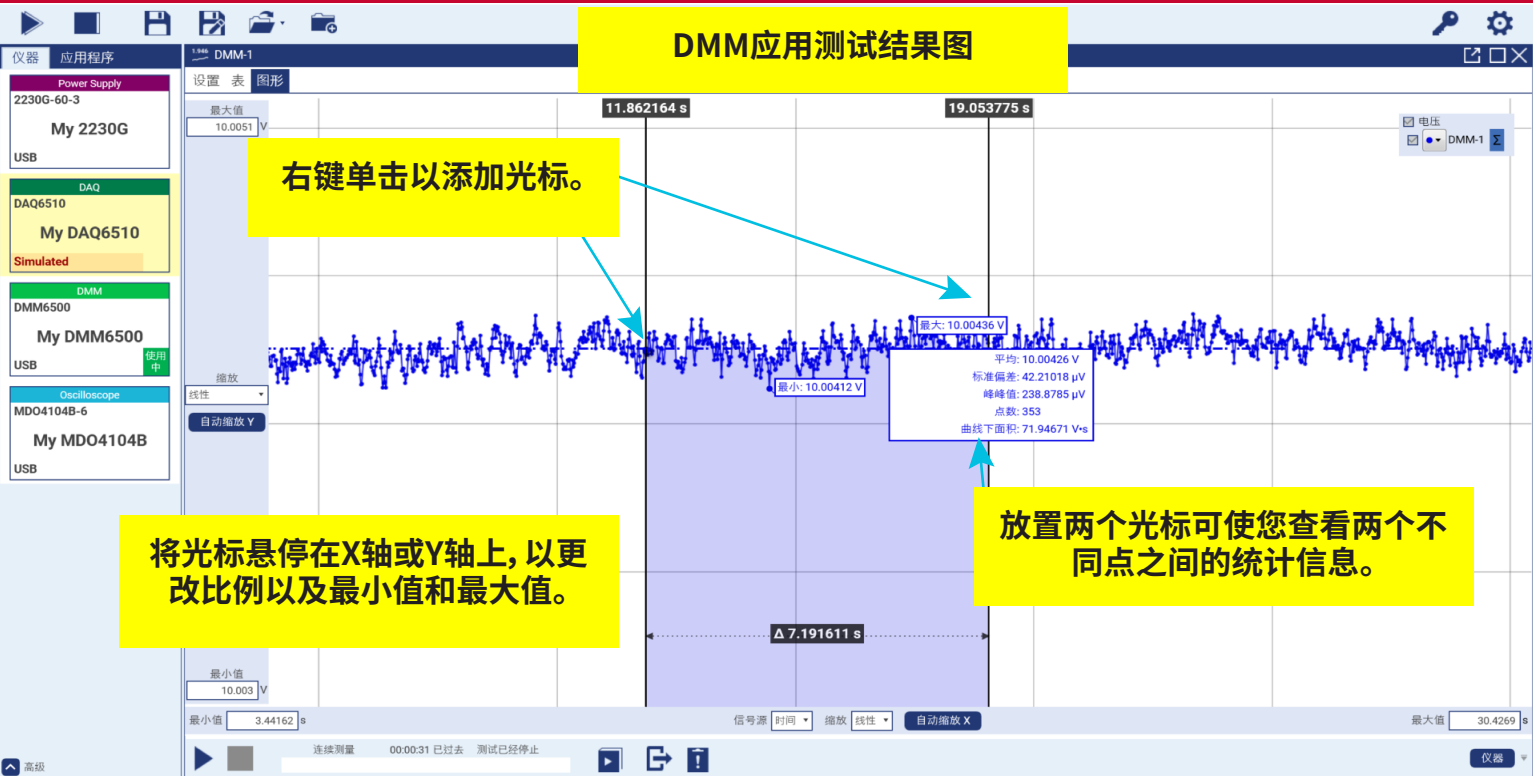 DMM应用测试结果图
仪器 应用程序
1.946 DMM-1
设置 表 图形
Power Supply
2230G-60-3
My 2230G
USB
DAQ
DAQ6510
My DAQ6510
Simulated
DMM
DMM6500
My DMM6500
USB
使用中
Oscilloscope
MDO4104B-6
My MDO4104B
USB
高级
最大值
10.0051 V
11.862164 s
19.053775 s
电压
DMM-1 Σ
右键单击以添加光标。
缩放
线性
自动缩放 Y
最大: 10.00436 V
最小: 10.00412 V
平均: 10.00426 V
标准偏差: 42.21018 µV
峰峰值: 238.8785 µV
点数: 353
曲线下面积: 71.94671 V•s
放置两个光标可使您查看两个不
同点之间的统计信息。
将光标悬停在X轴或Y轴上，以更
改比例以及最小值和最大值。
Δ 7.191611 s
最小值
10.003 V
最小值 3.44162 s
信号源 时间 缩放 线性 自动缩放 X
最大值 30.4269 s
连续测量 00:00:31 已过去 测试已经停止
仪器